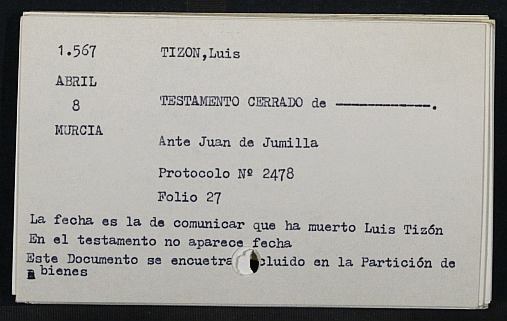 1.567 TIZON,Luis
ABRIL
8 TESTAMENTO CERRADO de ------------.
MURCIA
Ante Juan de Jumilla
Protocolo Nº 2478
Folio 27
La fecha es la de comunicar que ha muerto Luis Tizón
En el testamento no aparece fecha
Este Documento se encuetra cluido en la Partición de
bienes